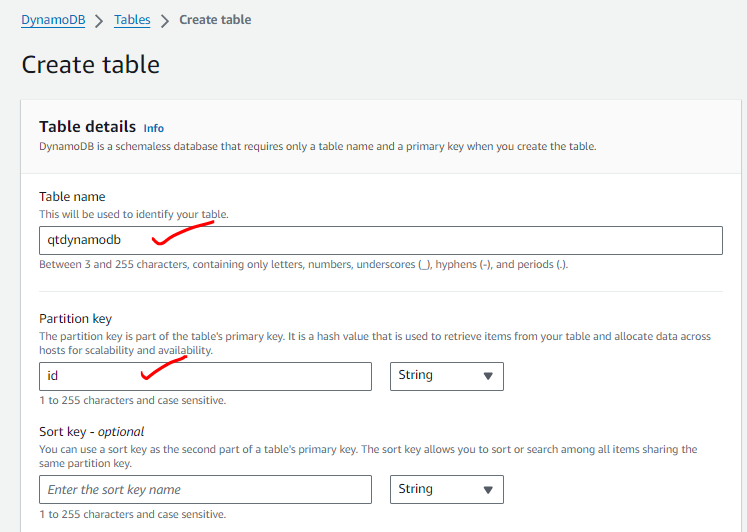 DynamoDB > Tables > Create table
Create table
Table details Info
DynamoDB is a schemaless database that requires only a table name and a primary key when you create the table.
Table name
This will be used to identify your table.
qtdynamodb
Between 3 and 255 characters, containing only letters, numbers, underscores (_), hyphens (-), and periods (.).
Partition key
The partition key is part of the table's primary key. It is a hash value that is used to retrieve items from your table and allocate data across
hosts for scalability and availability.
id String
1 to 255 characters and case sensitive.
Sort key - optional
You can use a sort key as the second part of a table's primary key. The sort key allows you to sort or search among all items sharing the
same partition key.
Enter the sort key name String
1 to 255 characters and case sensitive.